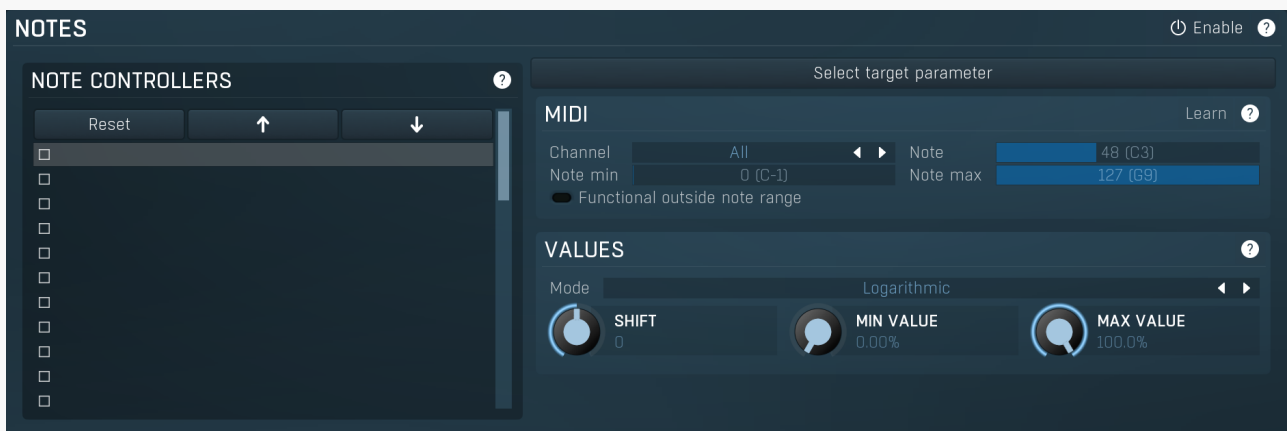 NOTES
Enable ?
NOTE CONTROLLERS ?
Reset
Select target parameter
MIDI
Learn ?
Channel All Note 48 (C3)
Note min 0 (C-1) Note max 127 (G9)
Functional outside note range
VALUES ?
Mode Logarithmic
SHIFT
0
MIN VALUE
0.00%
MAX VALUE
100.0%